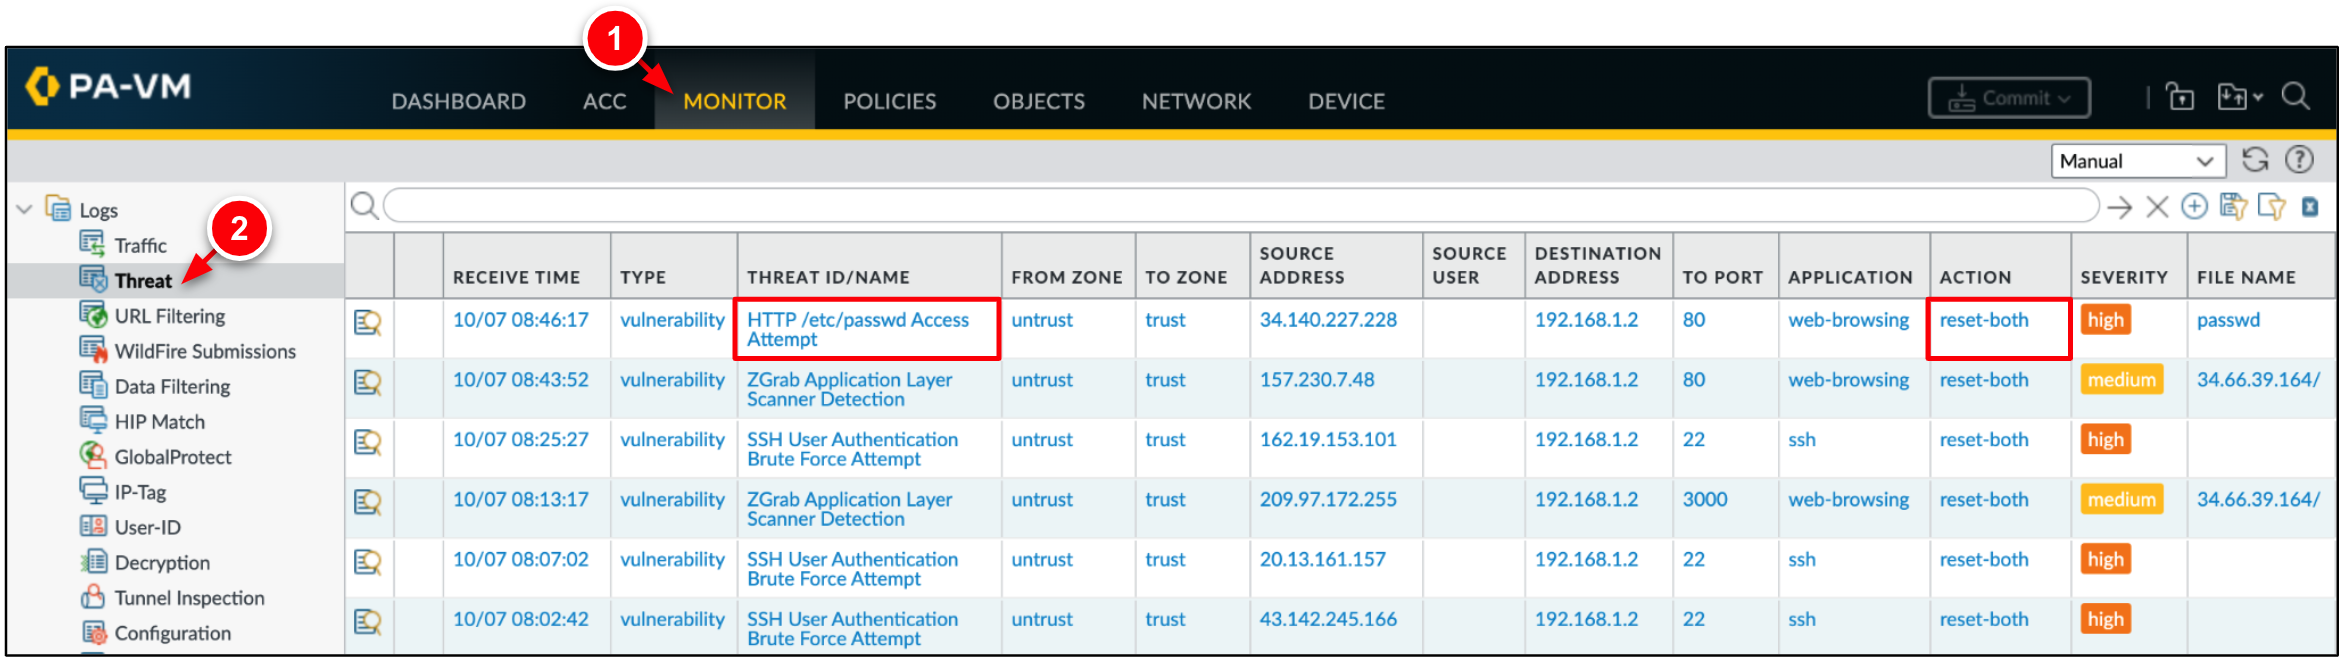 1
PA-VM
DASHBOARD ACC MONITOR POLICIES OBJECTS NETWORK DEVICE Commit
Manual
Logs
Traffic
2
Threat
URL Filtering
WildFire Submissions
Data Filtering
HIP Match
GlobalProtect
IP-Tag
User-ID
Decryption
Tunnel Inspection
Configuration
RECEIVE TIME TYPE THREAT ID/NAME FROM ZONE TO ZONE SOURCE ADDRESS SOURCE USER DESTINATION ADDRESS TO PORT APPLICATION ACTION SEVERITY FILE NAME
10/07 08:46:17 vulnerability HTTP /etc/passwd Access Attempt untrust trust 34.140.227.228 192.168.1.2 80 web-browsing reset-both high passwd
10/07 08:43:52 vulnerability ZGrab Application Layer Scanner Detection untrust trust 157.230.7.48 192.168.1.2 80 web-browsing reset-both medium 34.66.39.164/
10/07 08:25:27 vulnerability SSH User Authentication Brute Force Attempt untrust trust 162.19.153.101 192.168.1.2 22 ssh reset-both high
10/07 08:13:17 vulnerability ZGrab Application Layer Scanner Detection untrust trust 209.97.172.255 192.168.1.2 3000 web-browsing reset-both medium 34.66.39.164/
10/07 08:07:02 vulnerability SSH User Authentication Brute Force Attempt untrust trust 20.13.161.157 192.168.1.2 22 ssh reset-both high
10/07 08:02:42 vulnerability SSH User Authentication Brute Force Attempt untrust trust 43.142.245.166 192.168.1.2 22 ssh reset-both high